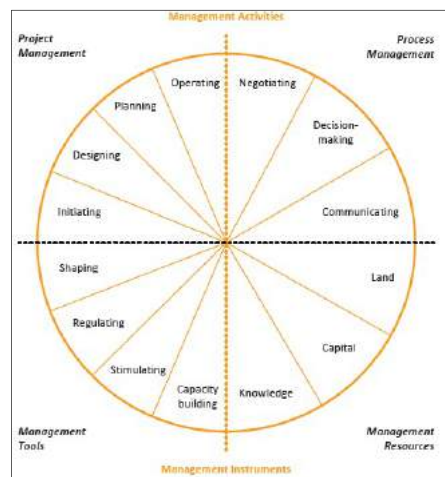 Management Activities
Project
Management
Process
Management
Operating
Negotiating
Planning
Decision-
making
Designing
Initiating
Communicating
Shaping
Land
Regulating
Capital
Stimulating
Capacity
building
Knowledge
Management
Tools
Management
Resources
Management Instruments